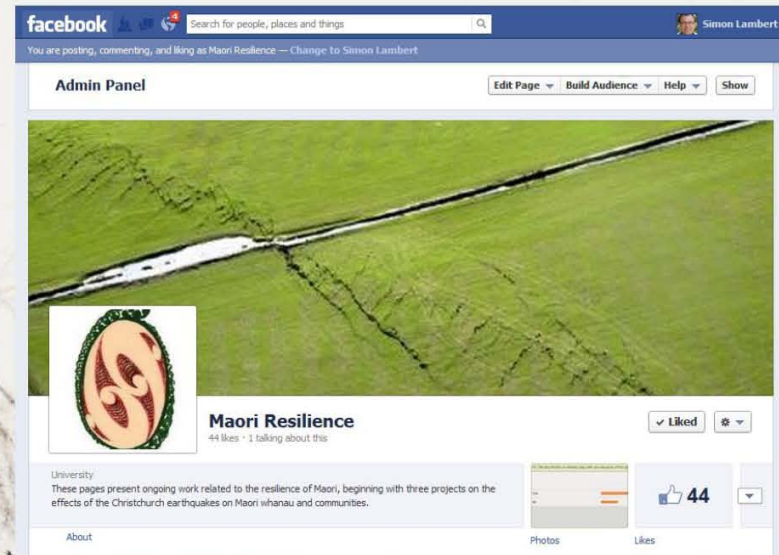 facebook
4
Search for people, places and things
Simon Lambert
You are posting, commenting, and liking as Maori Resilience — Change to Simon Lambert
Admin Panel
Edit Page
Build Audience
Help
Show
Maori Resilience
44 likes · 1 talking about this
Liked
University
These pages present ongoing work related to the resilience of Maori, beginning with three projects on the
effects of the Christchurch earthquakes on Maori whanau and communities.
44
About
Photos
Likes